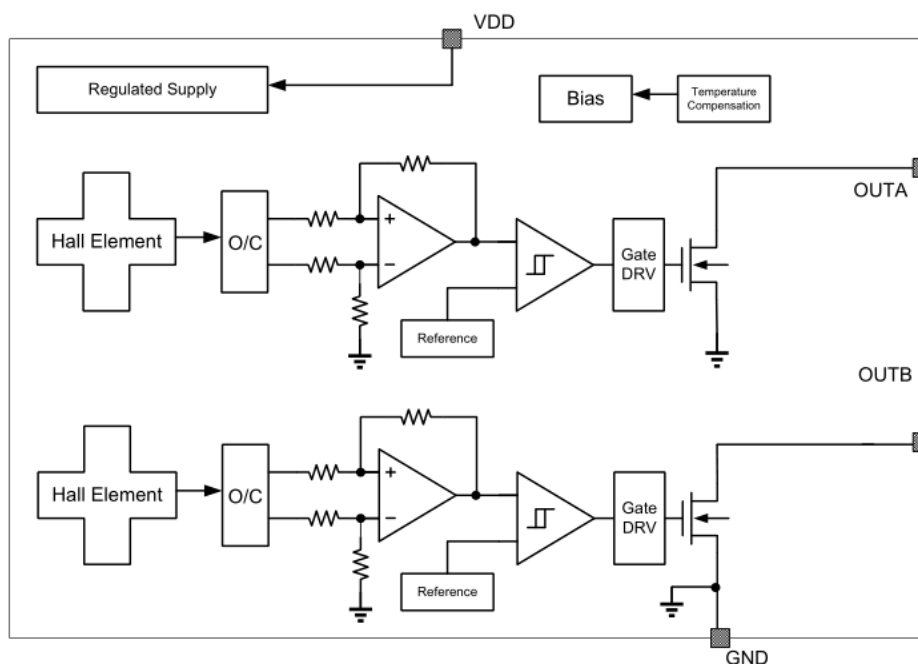 VDD
Regulated Supply
Bias
Temperature
Compensation
OUTA
Hall Element
O/C
+
−
Gate
DRV
Reference
OUTB
Hall Element
O/C
+
−
Gate
DRV
Reference
GND